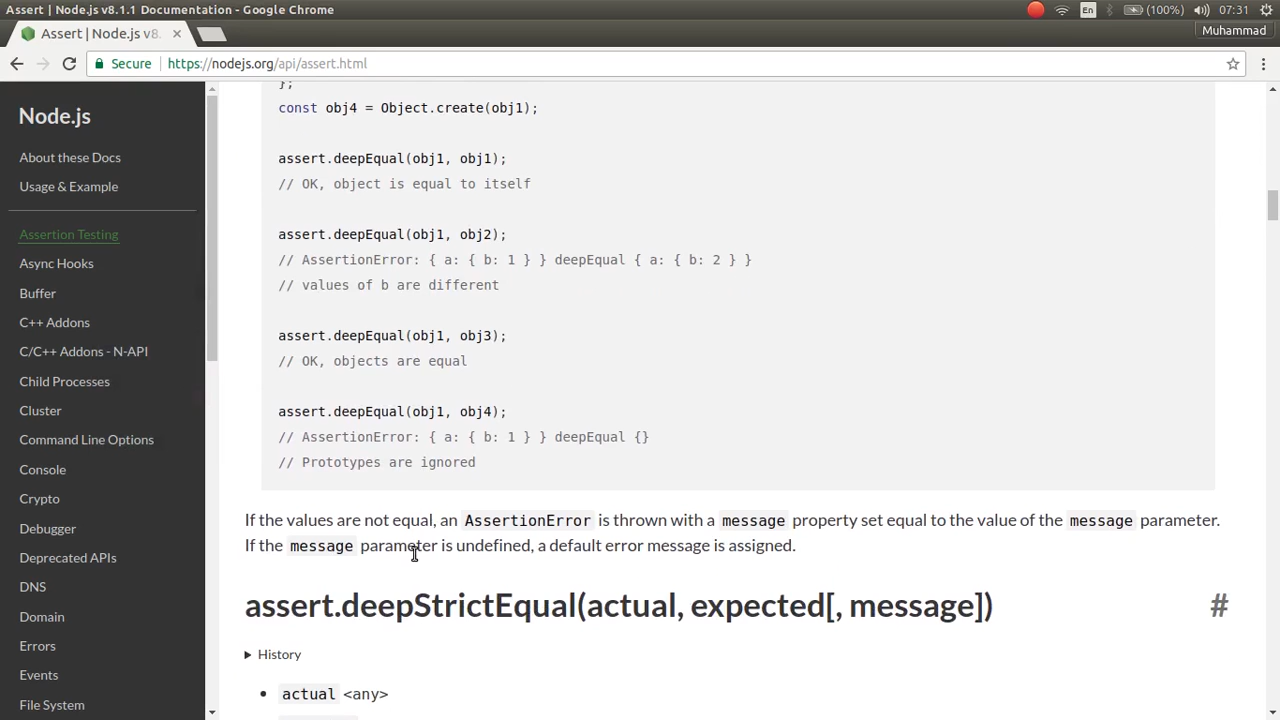 Assert | Node.js v8.1.1 Documentation - Google Chrome
En
(100%)
07:31
Assert | Node.js v8.
Muhammad
Secure
https://nodejs.org/api/assert.html
Node.js
About these Docs
Usage & Example
Assertion Testing
Async Hooks
Buffer
C++ Addons
C/C++ Addons - N-API
Child Processes
Cluster
Command Line Options
Console
Crypto
Debugger
Deprecated APIs
DNS
Domain
Errors
Events
File System
};
const obj4 = Object.create(obj1);
assert.deepEqual(obj1, obj1);
// OK, object is equal to itself
assert.deepEqual(obj1, obj2);
// AssertionError: { a: { b: 1 } } deepEqual { a: { b: 2 } }
// values of b are different
assert.deepEqual(obj1, obj3);
// OK, objects are equal
assert.deepEqual(obj1, obj4);
// AssertionError: { a: { b: 1 } } deepEqual {}
// Prototypes are ignored
If the values are not equal, an AssertionError is thrown with a message property set equal to the value of the message parameter.
If the message parameter is undefined, a default error message is assigned.
assert.deepStrictEqual(actual, expected[, message])
#
History
actual <any>